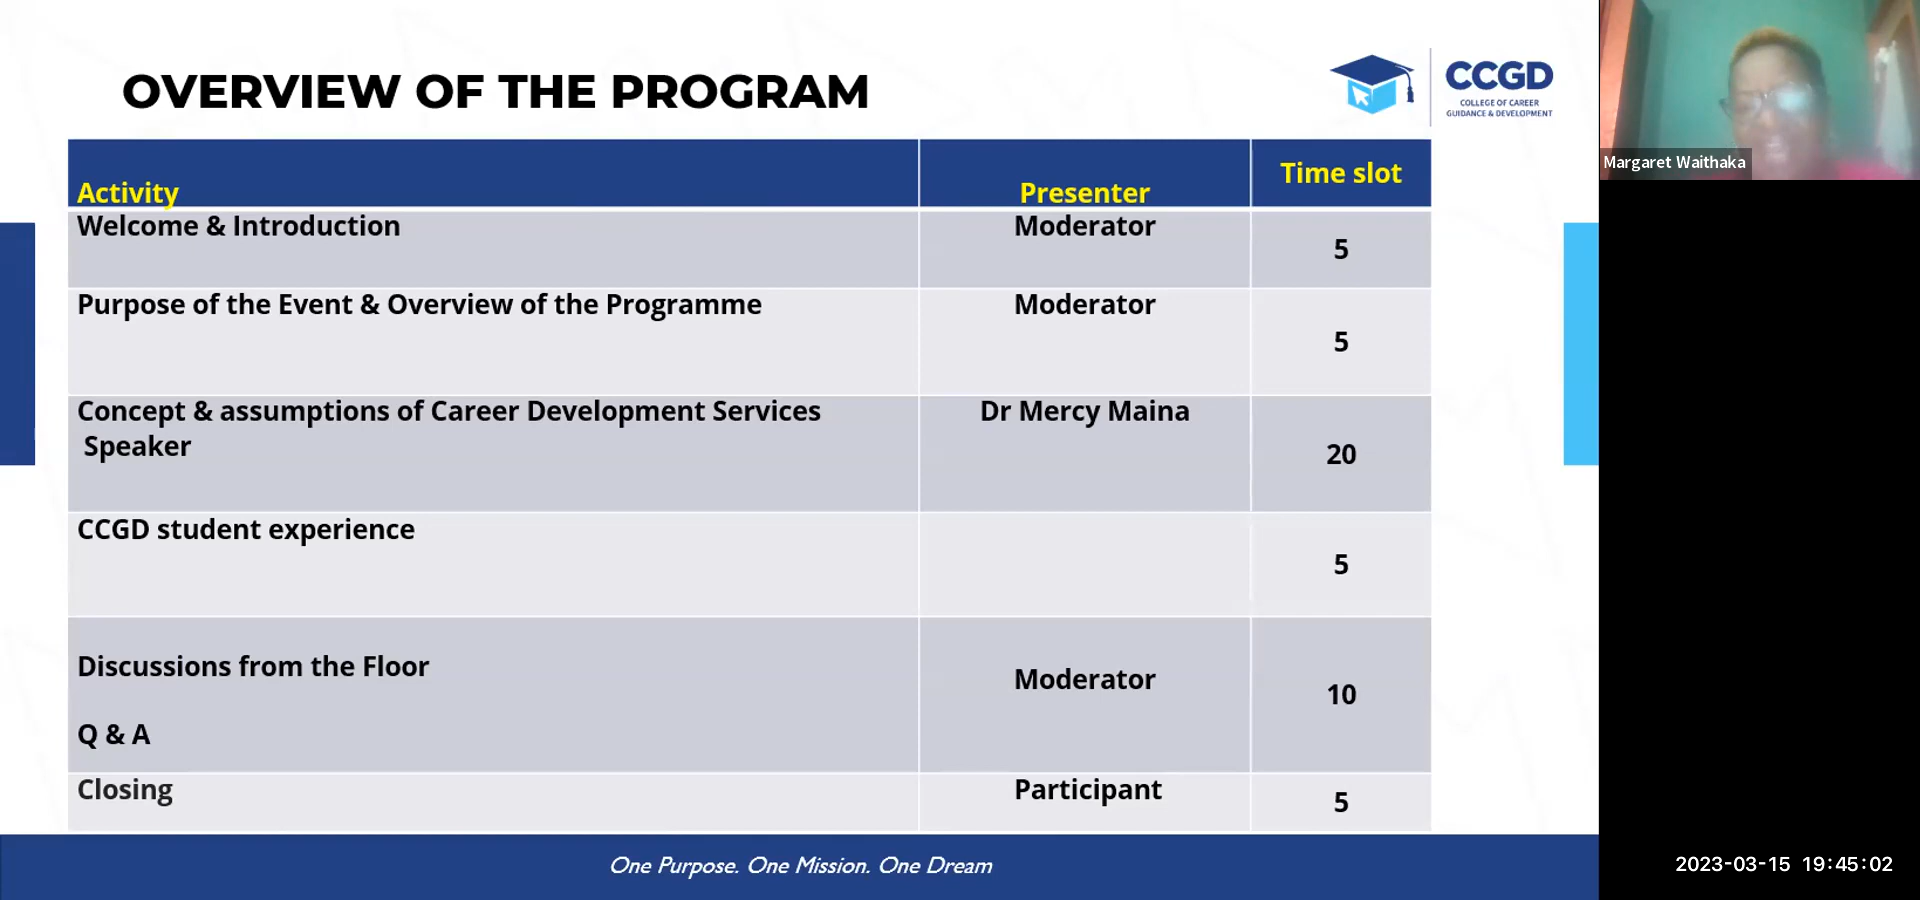 OVERVIEW OF THE PROGRAM
CCGD
COLLEGE OF CAREER
GUIDANCE & DEVELOPMENT
Margaret Waithaka
Activity Presenter Time slot
Welcome & Introduction Moderator 5
Purpose of the Event & Overview of the Programme Moderator 5
Concept & assumptions of Career Development Services Dr Mercy Maina 20
Speaker
CCGD student experience 5
Discussions from the Floor Moderator 10
Q & A
Closing Participant 5
One Purpose. One Mission. One Dream
2023-03-15 19:45:02